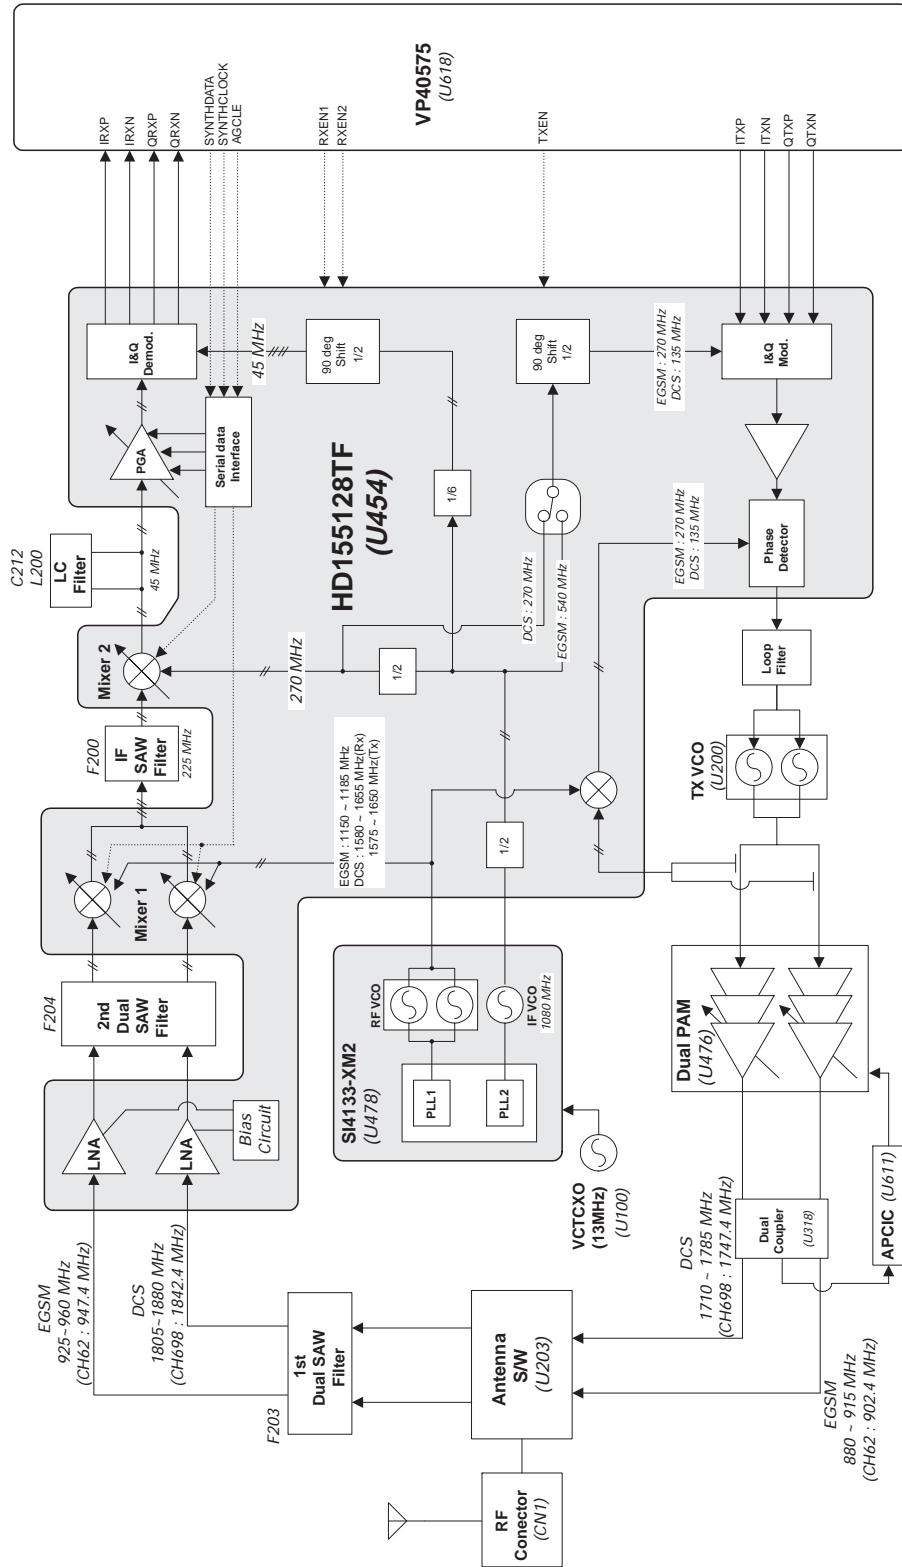 EGSM
925~960 MHz
(CH62 : 947.4 MHz)
DCS
1805~1880 MHz
(CH698 : 1842.4 MHz)
1st
Dual SAW
Filter
F203
Antenna
S/W
(U203)
RF
Conector
(CN1)
LNA
LNA
Bias
Circuit
F204
2nd
Dual
SAW
Filter
Mixer 1
F200
IF
SAW
Filter
225 MHz
Mixer 2
C212
L200
LC
Filter
45 MHz
PGA
I&Q
Demod.
Serial data
Interface
IRXP
IRXN
QRXP
QRXN
SYNTHDATA
SYNTHCLOCK
AGCLE
RXEN1
RXEN2
TXEN
ITXP
ITXN
QTXP
QTXN
VP40575
(U618)
45 MHz
90 deg
Shift
1/2
1/6
HD155128TF
(U454)
270 MHz
1/2
DCS : 270 MHz
EGSM : 540 MHz
90 deg
Shift
1/2
EGSM : 270 MHz
DCS : 135 MHz
I&Q
Mod.
EGSM : 1150 ~ 1185 MHz
DCS : 1580 ~ 1655 MHz(Rx)
1575 ~ 1650 MHz(Tx)
1/2
SI4133-XM2
(U478)
PLL1
PLL2
RF VCO
IF VCO
1080 MHz
VCTCXO
(13MHz)
(U100)
EGSM : 270 MHz
DCS : 135 MHz
Phase
Detector
Loop
Filter
TX VCO
(U200)
Dual PAM
(U476)
DCS
1710 ~ 1785 MHz
(CH698 : 1747.4 MHz)
Dual
Coupler
(U318)
APCIC (U611)
EGSM
880 ~ 915 MHz
(CH62 : 902.4 MHz)